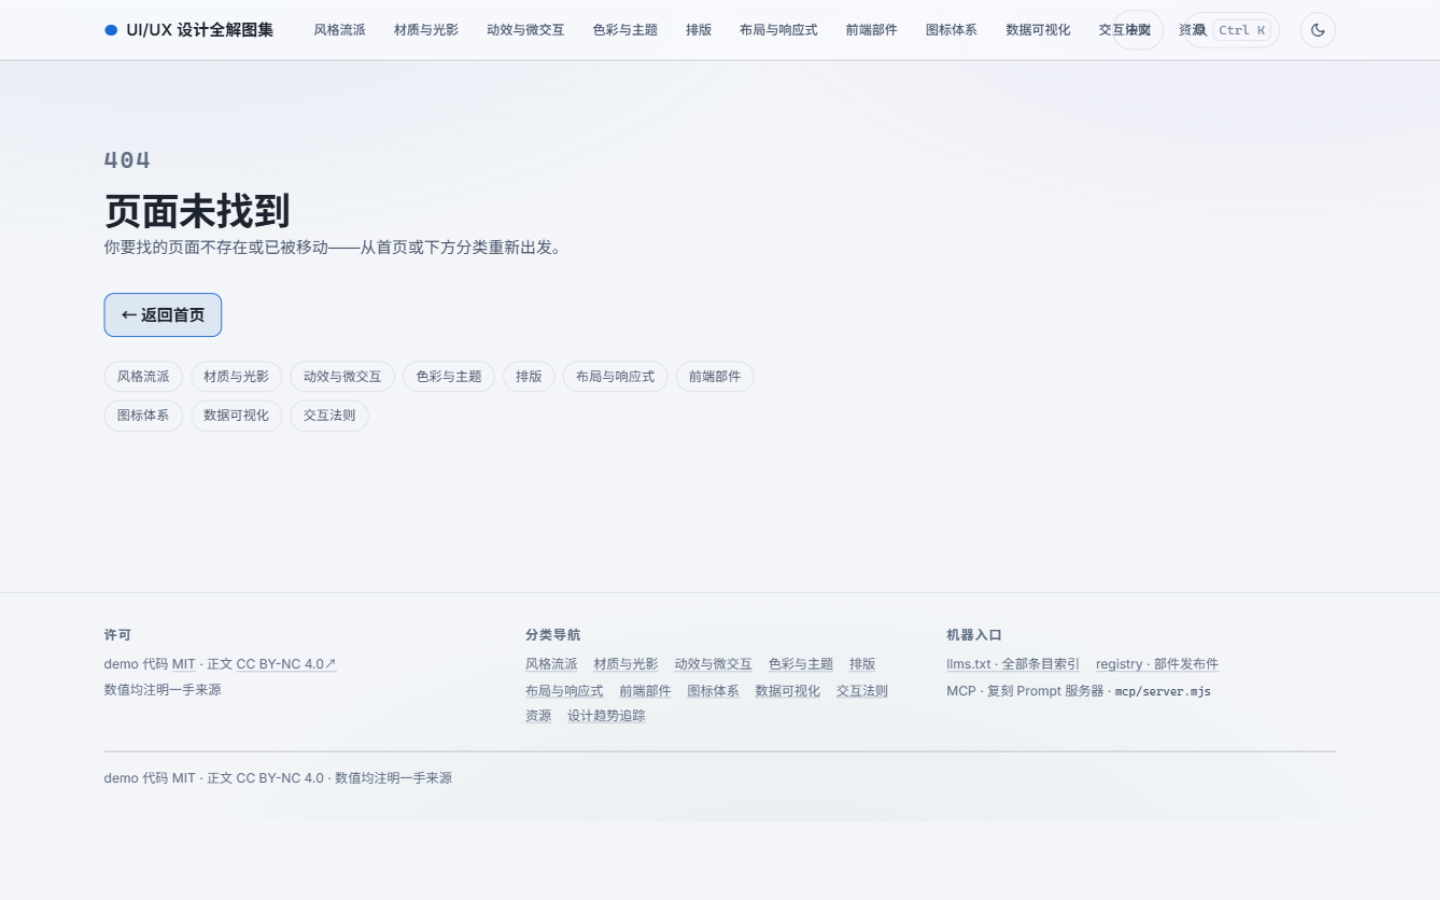 UI/UX 设计全解图集 风格流派 材质与光影 动效与微交互 色彩与主题 排版 布局与响应式 前端部件 图标体系 数据可视化 交互法则 资源 Ctrl K
404
页面未找到
你要找的页面不存在或已被移动——从首页或下方分类重新出发。
← 返回首页
风格流派 材质与光影 动效与微交互 色彩与主题 排版 布局与响应式 前端部件
图标体系 数据可视化 交互法则
许可
demo 代码 MIT · 正文 CC BY-NC 4.0↗
数值均注明一手来源
分类导航
风格流派 材质与光影 动效与微交互 色彩与主题 排版
布局与响应式 前端部件 图标体系 数据可视化 交互法则
资源 设计趋势追踪
机器入口
llms.txt · 全部条目索引 registry · 部件发布件
MCP · 复刻 Prompt 服务器 · mcp/server.mjs
demo 代码 MIT · 正文 CC BY-NC 4.0 · 数值均注明一手来源